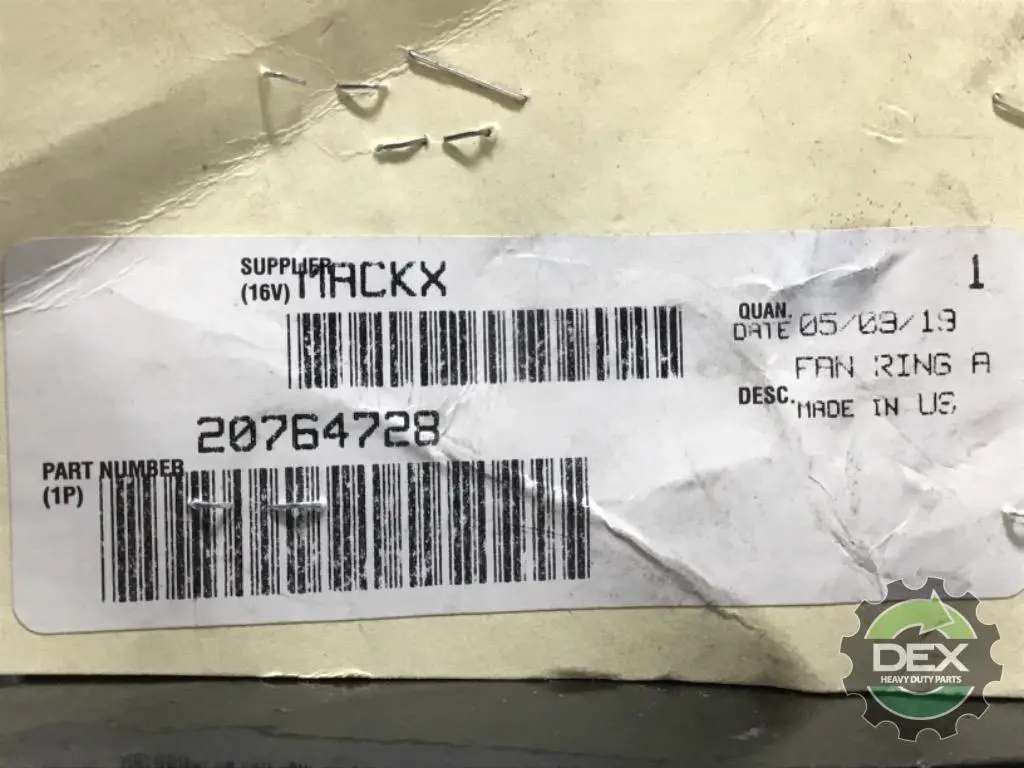 SUPPLIER
(16V) MACKX
1
QUAN.
DATE 05/09/19
FAN RING A
DESC.
MADE IN US
20764728
PART NUMBER
(1P)
DEX
HEAVY DUTY PARTS